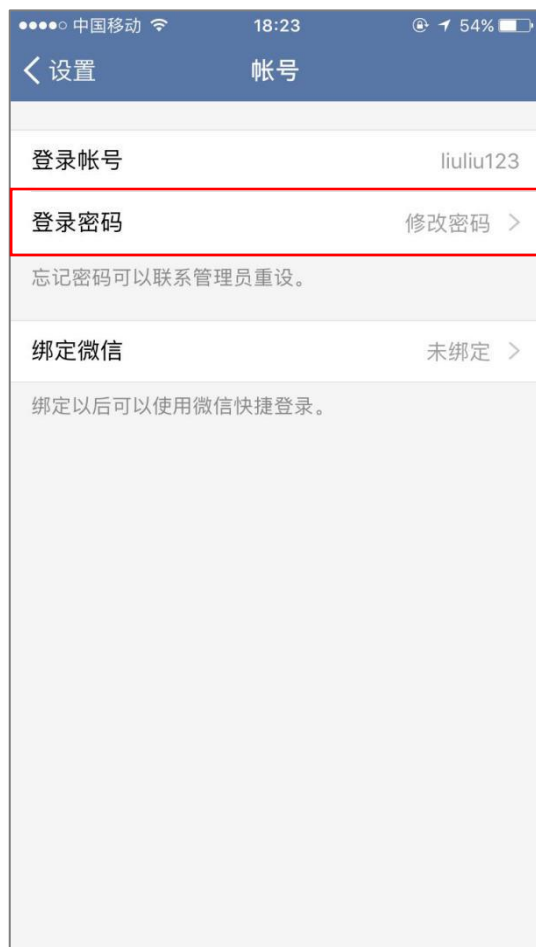 中国移动 18:23 54%
设置 帐号
登录帐号 liuliu123
登录密码 修改密码
忘记密码可以联系管理员重设。
绑定微信 未绑定
绑定以后可以使用微信快捷登录。